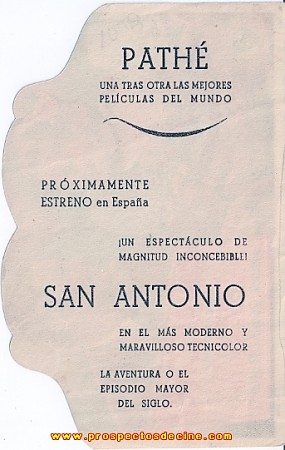 PATHÉ
UNA TRAS OTRA LAS MEJORES
PELÍCULAS DEL MUNDO
PRÓXIMAMENTE
ESTRENO en España
¡UN ESPECTÁCULO DE
MAGNITUD INCONCEBIBLE!
SAN ANTONIO
EN EL MÁS MODERNO Y
MARAVILLOSO TECNICOLOR
LA AVENTURA O EL
EPISODIO MAYOR
DEL SIGLO.
www.prospectosdecine.com